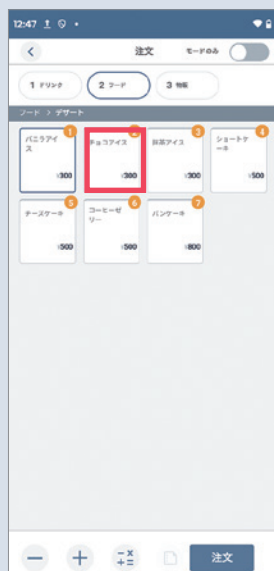 12:47
注文
モードのみ
1 ドリンク 2 フード 3 物販
フード > デザート
1 2 3 4
バニラアイ
ス
チョコアイス
抹茶アイス
ショートケ
ーキ
¥300 ¥300 ¥300 ¥500
5 6 7
チーズケーキ
コーヒーゼ
リー
パンケーキ
¥500 ¥500 ¥800
注文